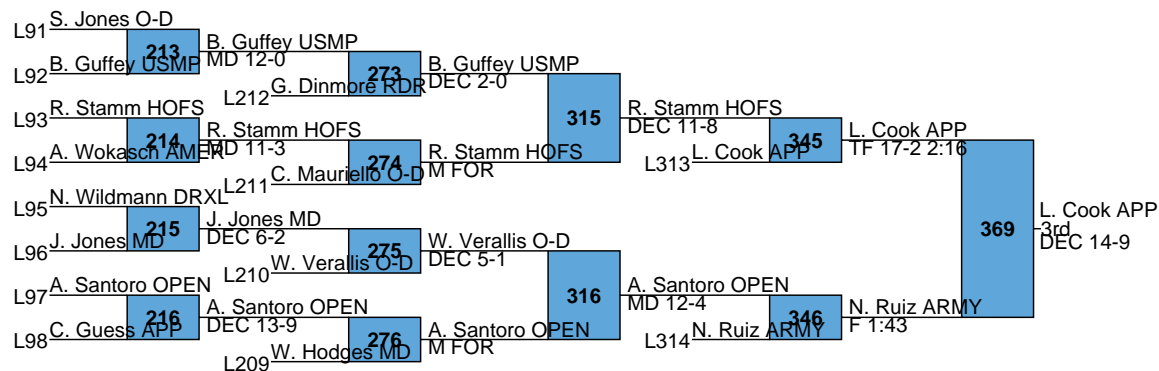 L91 S. Jones O-D
213
L92 B. Guffey USMP
B. Guffey USMP
MD 12-0
273
L212 G. Dinmore RDR
B. Guffey USMP
DEC 2-0
L93 R. Stamm HOFS
214
L94 A. Wokasch AMER
R. Stamm HOFS
MD 11-3
274
L211 C. Mauriello O-D
R. Stamm HOFS
M FOR
315
R. Stamm HOFS
DEC 11-8
345
L313 L. Cook APP
L. Cook APP
TF 17-2 2:16
L95 N. Wildmann DRXL
215
L96 J. Jones MD
J. Jones MD
DEC 6-2
275
L210 W. Verallis O-D
W. Verallis O-D
DEC 5-1
L97 A. Santoro OPEN
216
L98 C. Guess APP
A. Santoro OPEN
DEC 13-9
276
L209 W. Hodges MD
A. Santoro OPEN
M FOR
316
A. Santoro OPEN
MD 12-4
346
L314 N. Ruiz ARMY
N. Ruiz ARMY
F 1:43
369
L. Cook APP
3rd
DEC 14-9